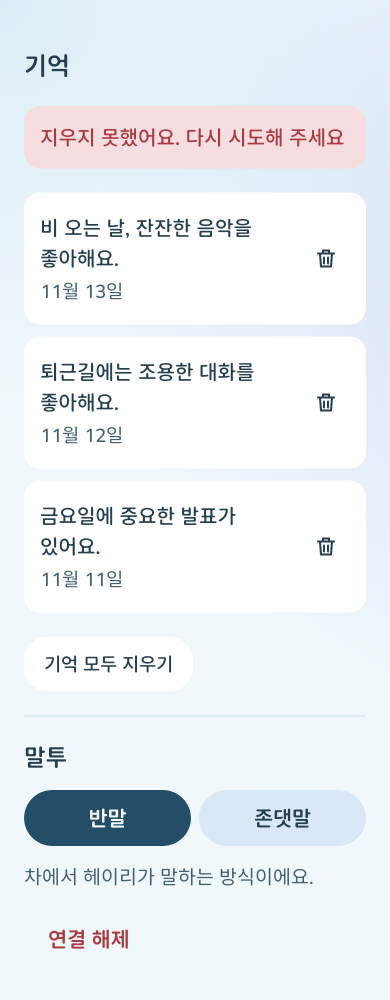 기억
지우지 못했어요. 다시 시도해 주세요
비 오는 날, 잔잔한 음악을
좋아해요.
11월 13일
퇴근길에는 조용한 대화를
좋아해요.
11월 12일
금요일에 중요한 발표가
있어요.
11월 11일
기억 모두 지우기
말투
반말
존댓말
차에서 헤이리가 말하는 방식이에요.
연결 해제